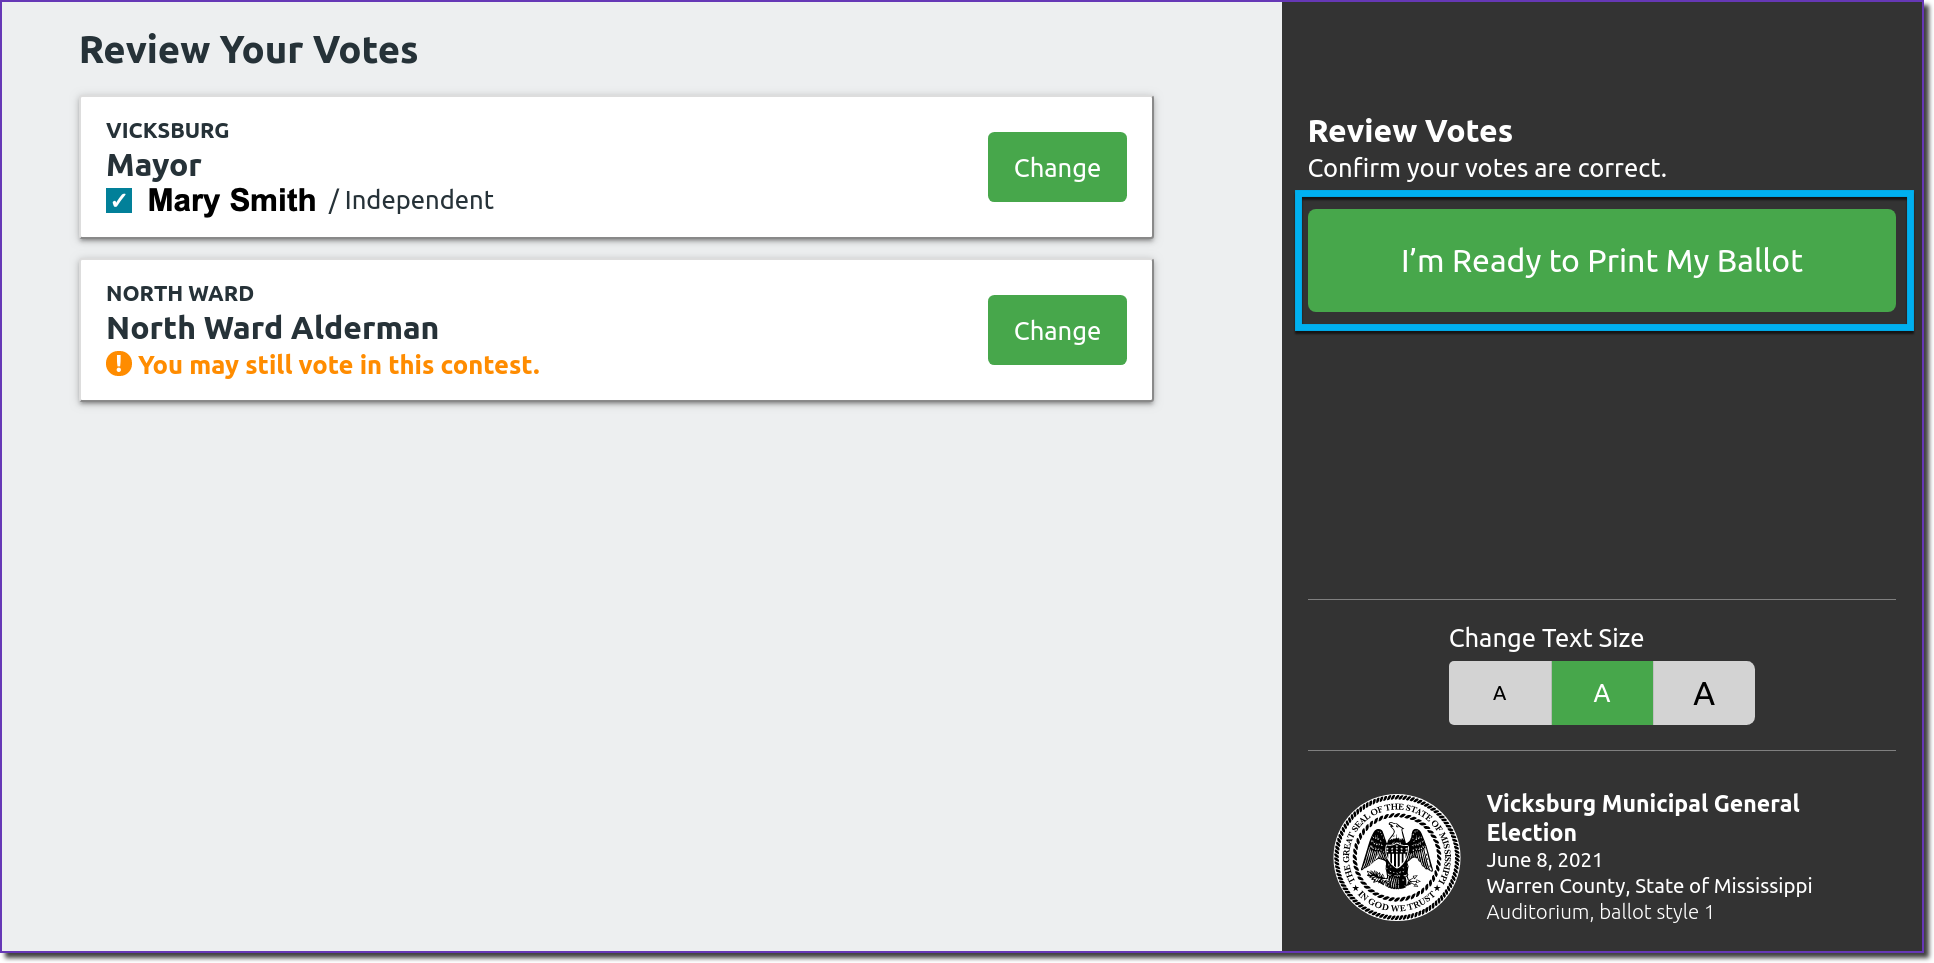 Review Your Votes
VICKSBURG
Mayor
Mary Smith / Independent
Change
NORTH WARD
North Ward Alderman
You may still vote in this contest.
Change
Review Votes
Confirm your votes are correct.
I’m Ready to Print My Ballot
Change Text Size
A A A
THE GREAT SEAL OF THE STATE OF MISSISSIPPI
IN GOD WE TRUST
Vicksburg Municipal General
Election
June 8, 2021
Warren County, State of Mississippi
Auditorium, ballot style 1